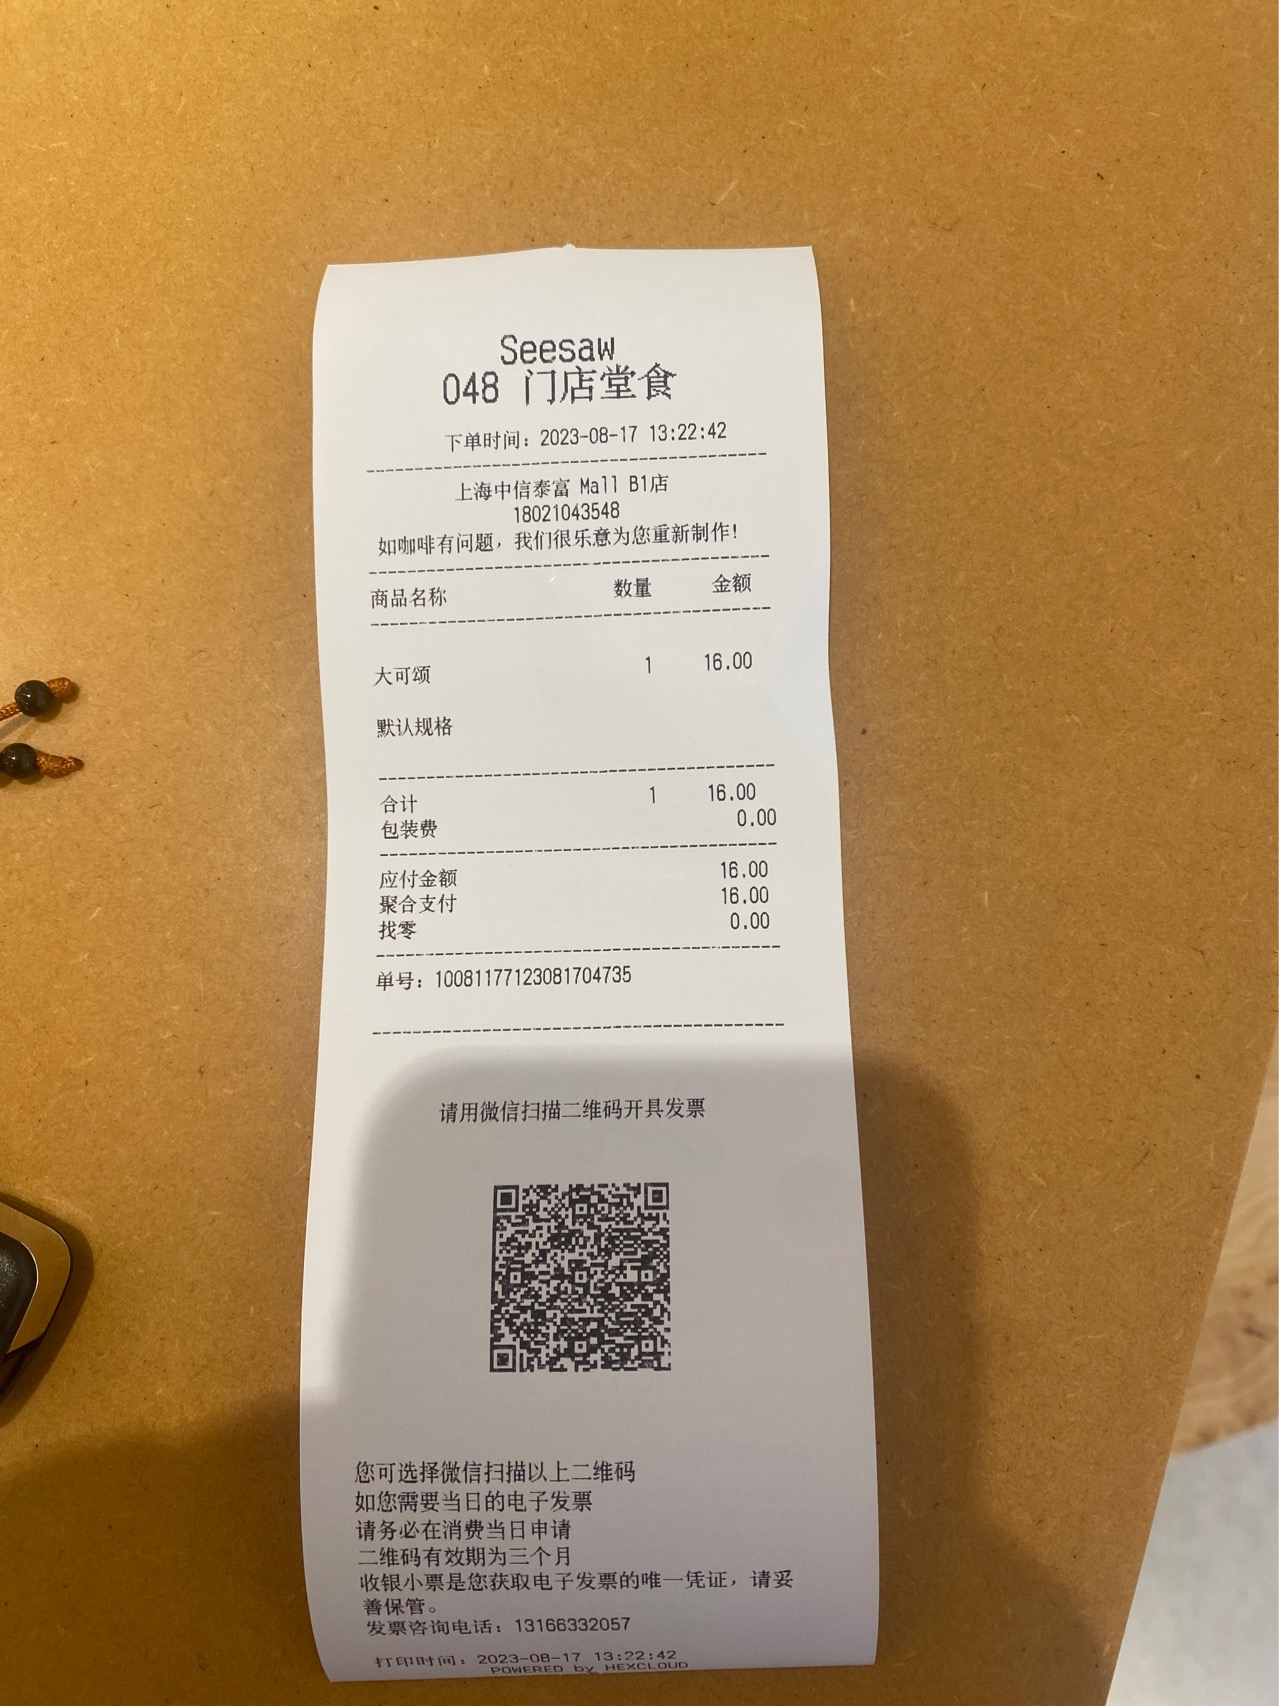 Seesaw
048 门店堂食
下单时间：2023-08-17 13:22:42
上海中信泰富 Mall B1店
18021043548
如咖啡有问题，我们很乐意为您重新制作！
商品名称 数量 金额
大可颂 1 16.00
默认规格
合计 1 16.00
包装费 0.00
应付金额 16.00
聚合支付 16.00
找零 0.00
单号：10081177123081704735
请用微信扫描二维码开具发票
您可选择微信扫描以上二维码
如您需要当日的电子发票
请务必在消费当日申请
二维码有效期为三个月
收银小票是您获取电子发票的唯一凭证，请妥
善保管。
发票咨询电话：13166332057
打印时间：2023-08-17 13:22:42
POWERED by HEXCLOUD